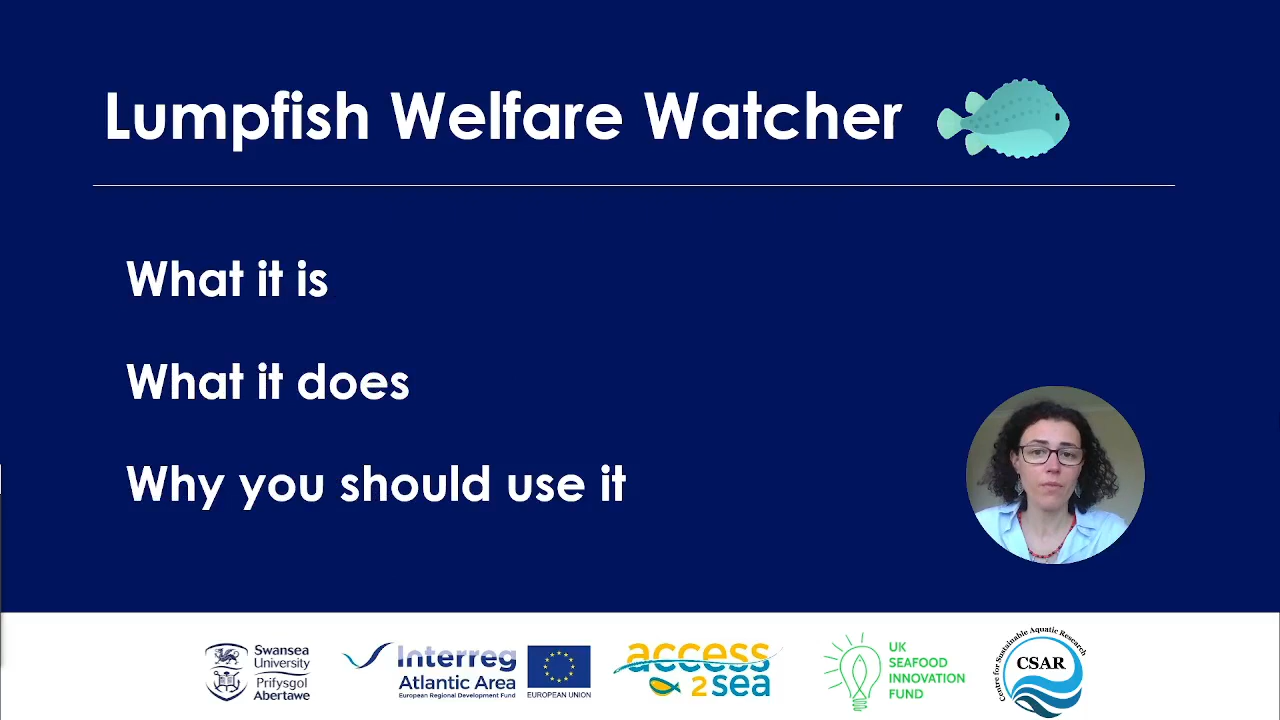 Lumpfish Welfare Watcher
What it is
What it does
Why you should use it
Swansea
University
Prifysgol
Abertawe
Interreg
Atlantic Area
European Regional Development Fund
EUROPEAN UNION
access
2sea
UK
SEAFOOD
INNOVATION
FUND
Centre for Sustainable Aquatic Research
CSAR